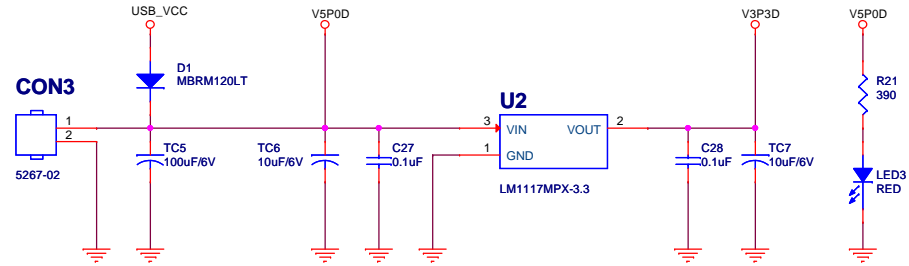 USB_VCC
V5P0D
V3P3D
V5P0D
D1
MBRM120LT
CON3
1
2
5267-02
TC5
100uF/6V
TC6
10uF/6V
C27
0.1uF
U2
3
VIN
VOUT
2
1
GND
LM1117MPX-3.3
C28
0.1uF
TC7
10uF/6V
R21
390
LED3
RED